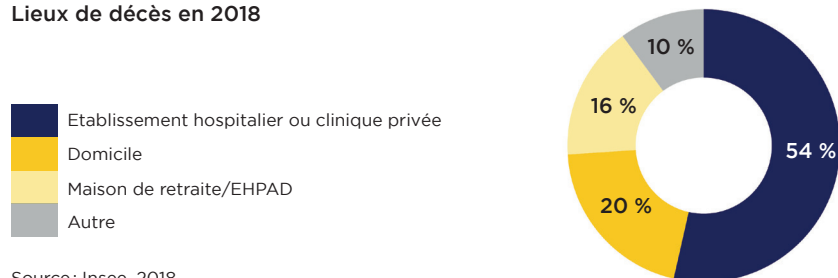 Lieux de décès en 2018
Etablissement hospitalier ou clinique privée
Domicile
Maison de retraite/EHPAD
Autre
10 %
16 %
54 %
20 %
Source : Insee, 2018